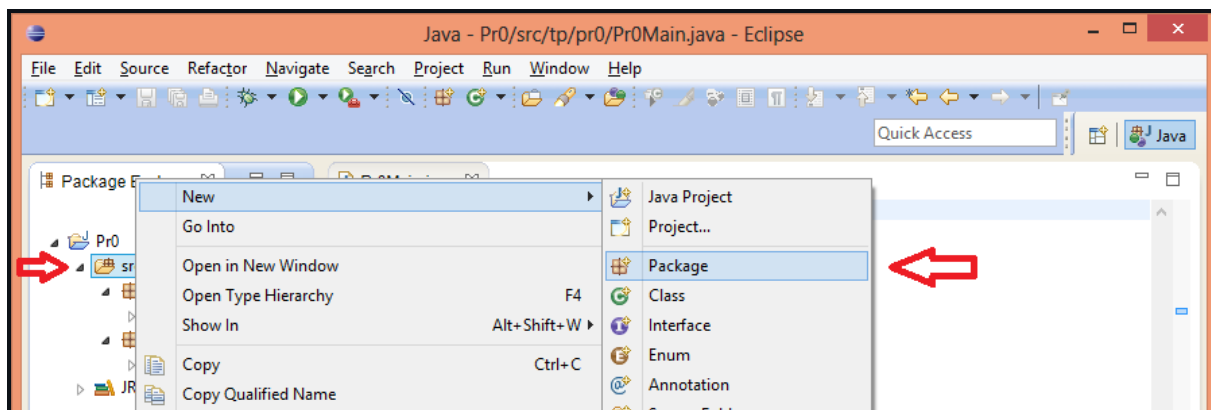 Java - Pr0/src/tp/pr0/Pr0Main.java - Eclipse
File Edit Source Refactor Navigate Search Project Run Window Help
Quick Access
Java
Package
New
Java Project
Go Into
Project...
Pr0
Open in New Window
Package
Open Type Hierarchy F4
Class
Show In Alt+Shift+W
Interface
Enum
Copy Ctrl+C
Annotation
Copy Qualified Name